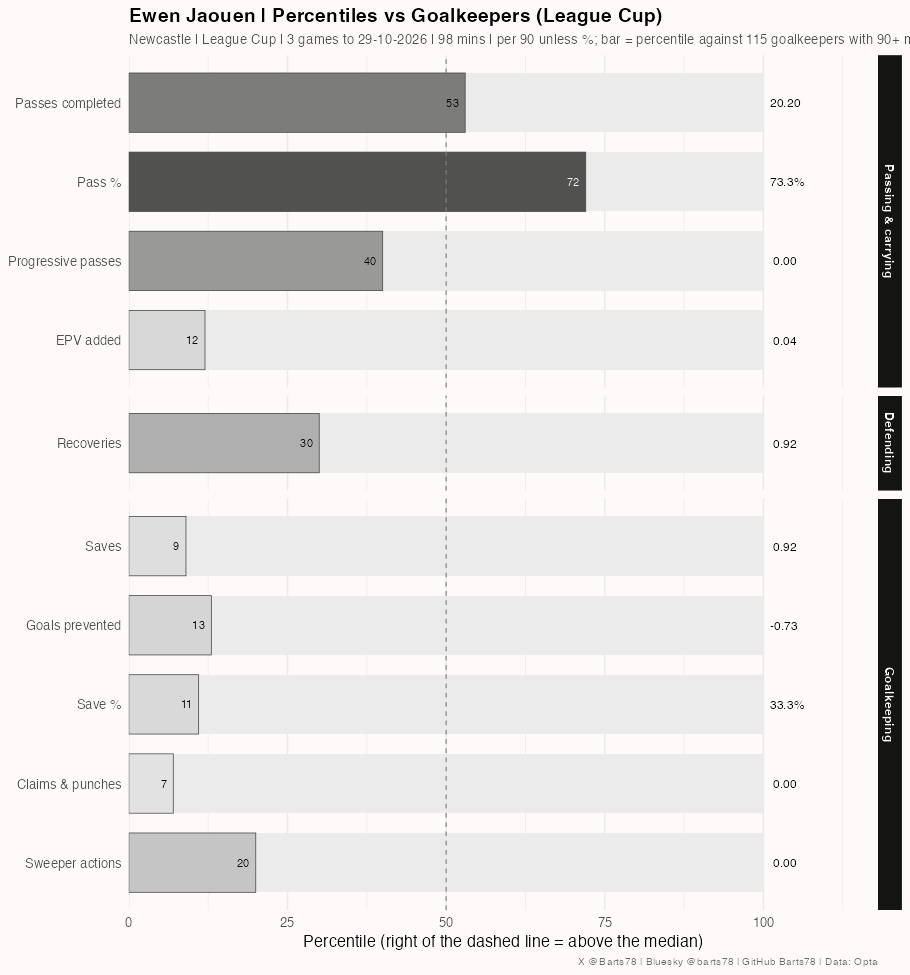 Ewen Jaouen | Percentiles vs Goalkeepers (League Cup)
Newcastle | League Cup | 3 games to 29-10-2026 | 98 mins | per 90 unless %; bar = percentile against 115 goalkeepers with 90+
Passes completed 53 20.20
Pass % 72 73.3%
Progressive passes 40 0.00
EPV added 12 0.04
Passing & carrying
Recoveries 30 0.92
Defending
Saves 9 0.92
Goals prevented 13 -0.73
Save % 11 33.3%
Claims & punches 7 0.00
Sweeper actions 20 0.00
Goalkeeping
0 25 50 75 100
Percentile (right of the dashed line = above the median)
X @Barts78 | Bluesky @barts78 | GitHub Barts78 | Data: Opta